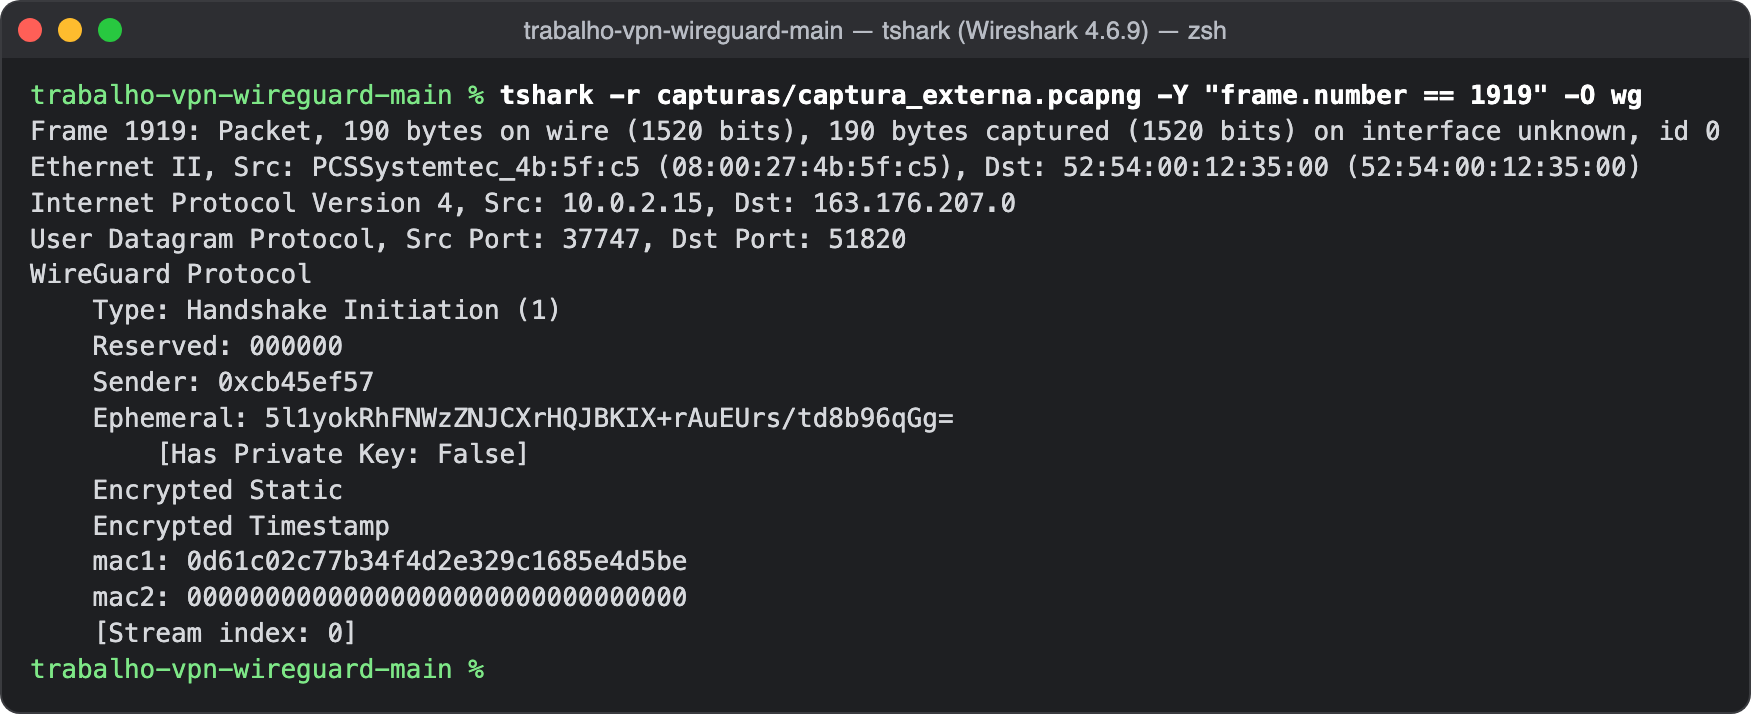 trabalho-vpn-wireguard-main — tshark (Wireshark 4.6.9) — zsh
trabalho-vpn-wireguard-main % tshark -r capturas/captura_externa.pcapng -Y "frame.number == 1919" -O wg
Frame 1919: Packet, 190 bytes on wire (1520 bits), 190 bytes captured (1520 bits) on interface unknown, id 0
Ethernet II, Src: PCSSystemtec_4b:5f:c5 (08:00:27:4b:5f:c5), Dst: 52:54:00:12:35:00 (52:54:00:12:35:00)
Internet Protocol Version 4, Src: 10.0.2.15, Dst: 163.176.207.0
User Datagram Protocol, Src Port: 37747, Dst Port: 51820
WireGuard Protocol
    Type: Handshake Initiation (1)
    Reserved: 000000
    Sender: 0xcb45ef57
    Ephemeral: 5l1yokRhFNWzZNJCXrHQJBKIX+rAuEUrs/td8b96qGg=
        [Has Private Key: False]
    Encrypted Static
    Encrypted Timestamp
    mac1: 0d61c02c77b34f4d2e329c1685e4d5be
    mac2: 00000000000000000000000000000000
    [Stream index: 0]
trabalho-vpn-wireguard-main %